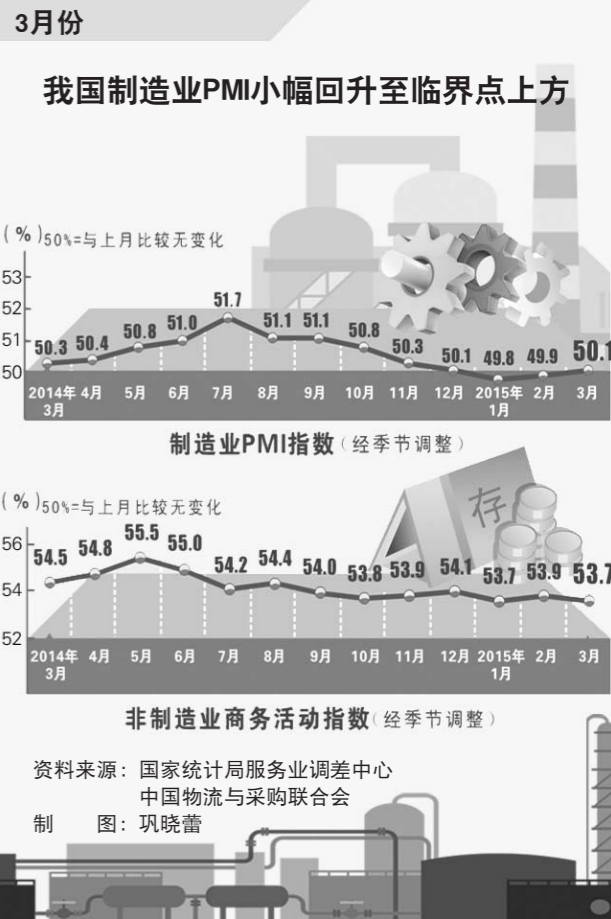 3月份
我国制造业PMI小幅回升至临界点上方
(%)50%=与上月比较无变化
53
52
51
50
50.3 50.4 50.8 51.0 51.7 51.1 51.1 50.8 50.3 50.1 49.8 49.9 50.1
2014年 4月 5月 6月 7月 8月 9月 10月 11月 12月 2015年 2月 3月
3月 1月
制造业PMI指数(经季节调整)
(%)50%=与上月比较无变化
存
56
54
52
54.5 54.8 55.5 55.0 54.2 54.4 54.0 53.8 53.9 54.1 53.7 53.9 53.7
2014年 4月 5月 6月 7月 8月 9月 10月 11月 12月 2015年 2月 3月
3月 1月
非制造业商务活动指数(经季节调整)
资料来源：国家统计局服务业调差中心
中国物流与采购联合会
制 图：巩晓蕾